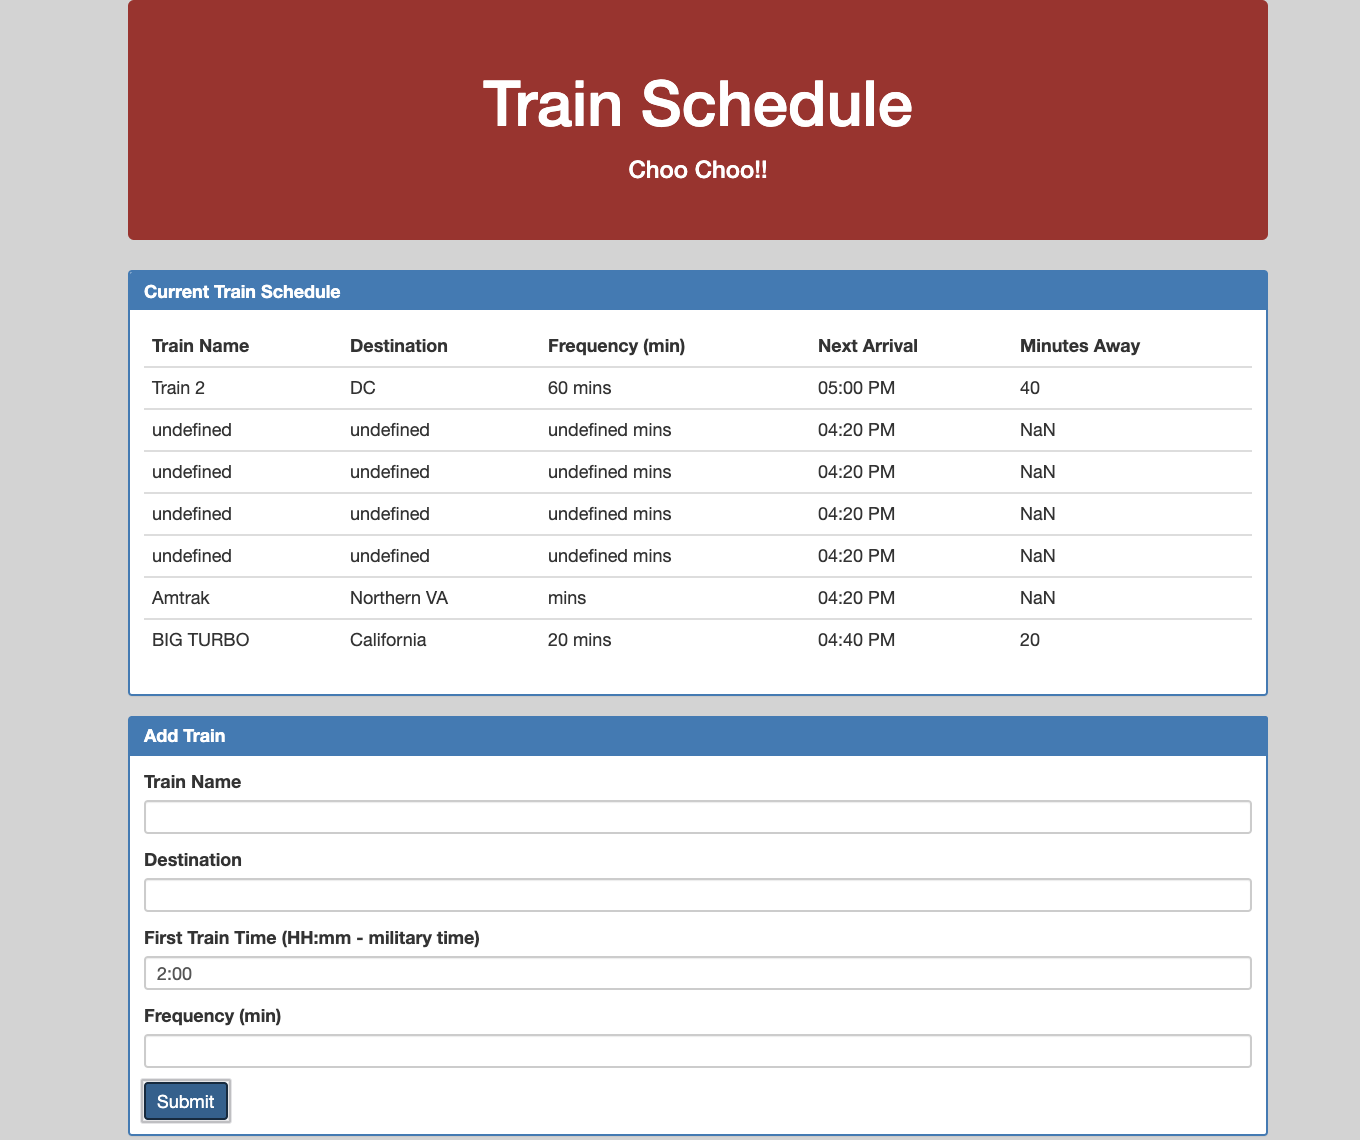 Train Schedule
Choo Choo!!
Current Train Schedule
Train Name Destination Frequency (min) Next Arrival Minutes Away
Train 2 DC 60 mins 05:00 PM 40
undefined undefined undefined mins 04:20 PM NaN
undefined undefined undefined mins 04:20 PM NaN
undefined undefined undefined mins 04:20 PM NaN
undefined undefined undefined mins 04:20 PM NaN
Amtrak Northern VA mins 04:20 PM NaN
BIG TURBO California 20 mins 04:40 PM 20
Add Train
Train Name
Destination
First Train Time (HH:mm - military time)
2:00
Frequency (min)
Submit